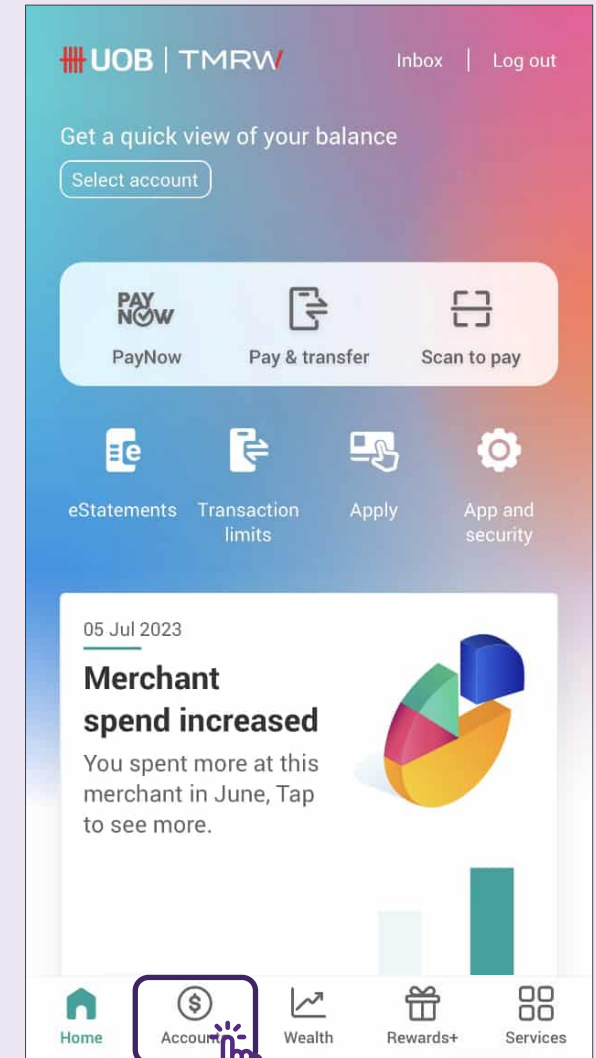 UOB | TMRW
Inbox | Log out
Get a quick view of your balance
Select account
PAY
NOW
PayNow
Pay & transfer
Scan to pay
e
eStatements
Transaction
limits
Apply
App and
security
05 Jul 2023
Merchant
spend increased
You spent more at this
merchant in June, Tap
to see more.
$
Home
Wealth
Rewards+
Services